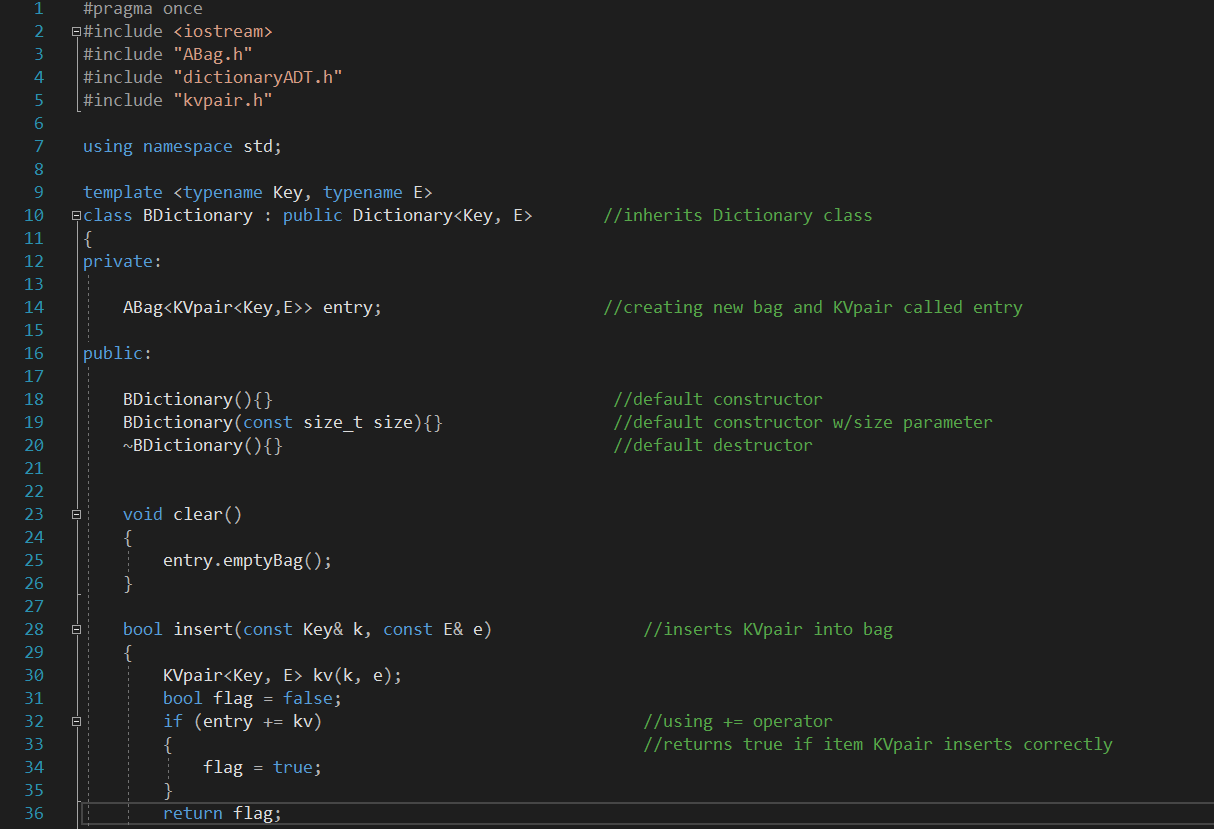 1 #pragma once
2 #include <iostream>
3 #include "ABag.h"
4 #include "dictionaryADT.h"
5 #include "kvpair.h"
6
7 using namespace std;
8
9 template <typename Key, typename E>
10 class BDictionary : public Dictionary<Key, E> //inherits Dictionary class
11 {
12 private:
13
14 ABag<KVpair<Key,E>> entry; //creating new bag and KVpair called entry
15
16 public:
17
18 BDictionary(){} //default constructor
19 BDictionary(const size_t size){} //default constructor w/size parameter
20 ~BDictionary(){} //default destructor
21
22
23 void clear()
24 {
25 entry.emptyBag();
26 }
27
28 bool insert(const Key& k, const E& e) //inserts KVpair into bag
29 {
30 KVpair<Key, E> kv(k, e);
31 bool flag = false;
32 if (entry += kv) //using += operator
33 { //returns true if item KVpair inserts correctly
34 flag = true;
35 }
36 return flag;